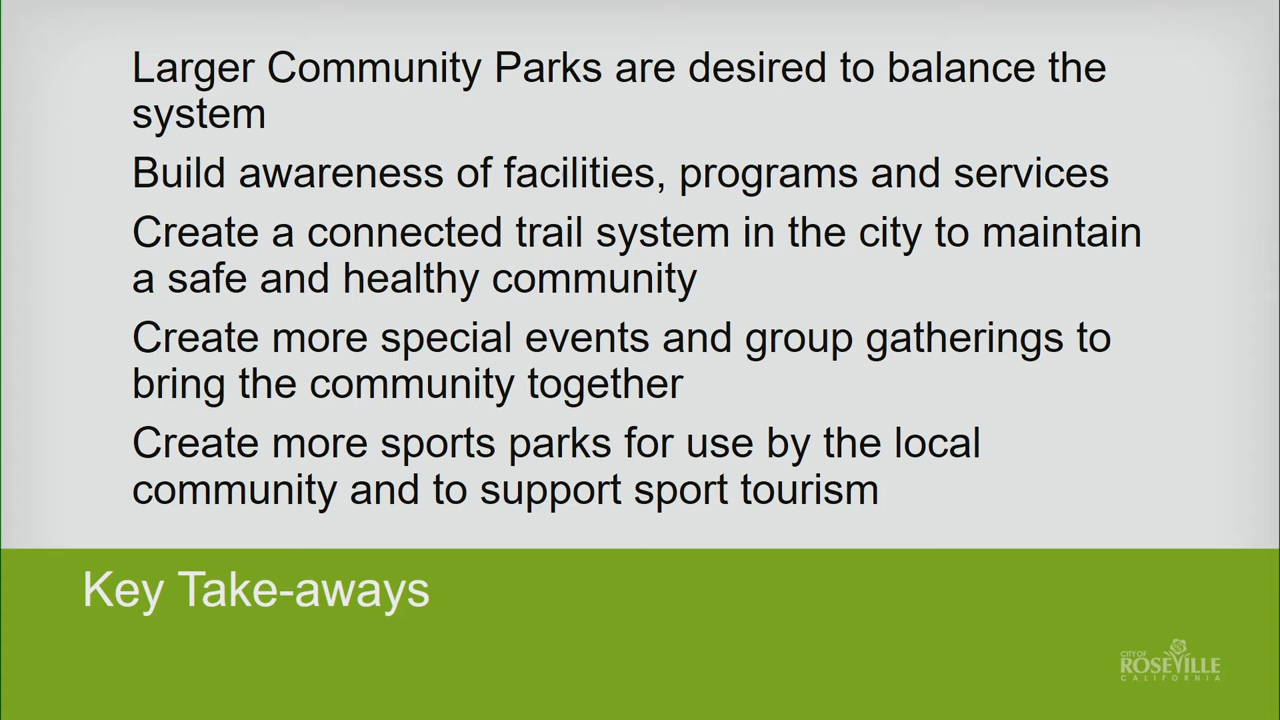 Larger Community Parks are desired to balance the
system
Build awareness of facilities, programs and services
Create a connected trail system in the city to maintain
a safe and healthy community
Create more special events and group gatherings to
bring the community together
Create more sports parks for use by the local
community and to support sport tourism
Key Take-aways
CITY OF
ROSEVILLE
CALIFORNIA